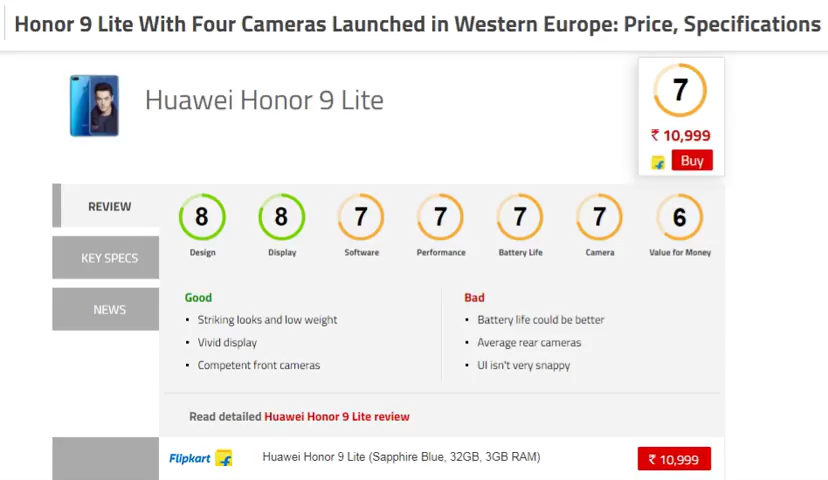 Honor 9 Lite With Four Cameras Launched in Western Europe: Price, Specifications
Huawei Honor 9 Lite
7
₹ 10,999
Buy
REVIEW
KEY SPECS
NEWS
8 8 7 7 7 7 6
Design Display Software Performance Battery Life Camera Value for Money
Good
• Striking looks and low weight
• Vivid display
• Competent front cameras
Bad
• Battery life could be better
• Average rear cameras
• UI isn't very snappy
Read detailed Huawei Honor 9 Lite review
Flipkart Huawei Honor 9 Lite (Sapphire Blue, 32GB, 3GB RAM) ₹ 10,999